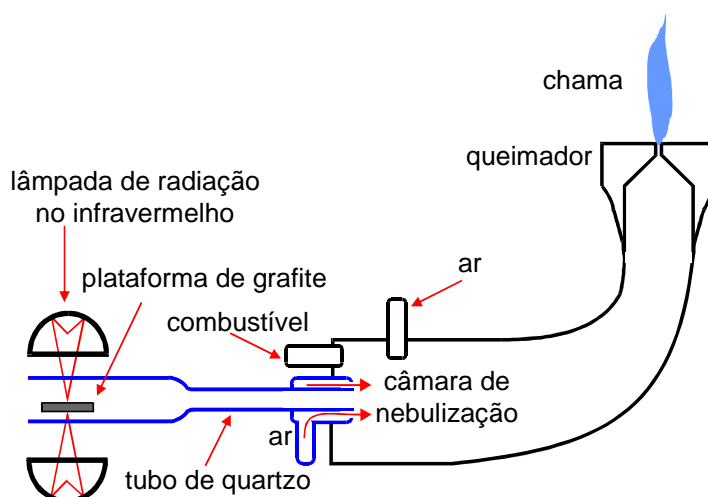 chama
queimador
lâmpada de radiação
no infravermelho
plataforma de grafite
ar
combustível
câmara de
nebulização
ar
tubo de quartzo